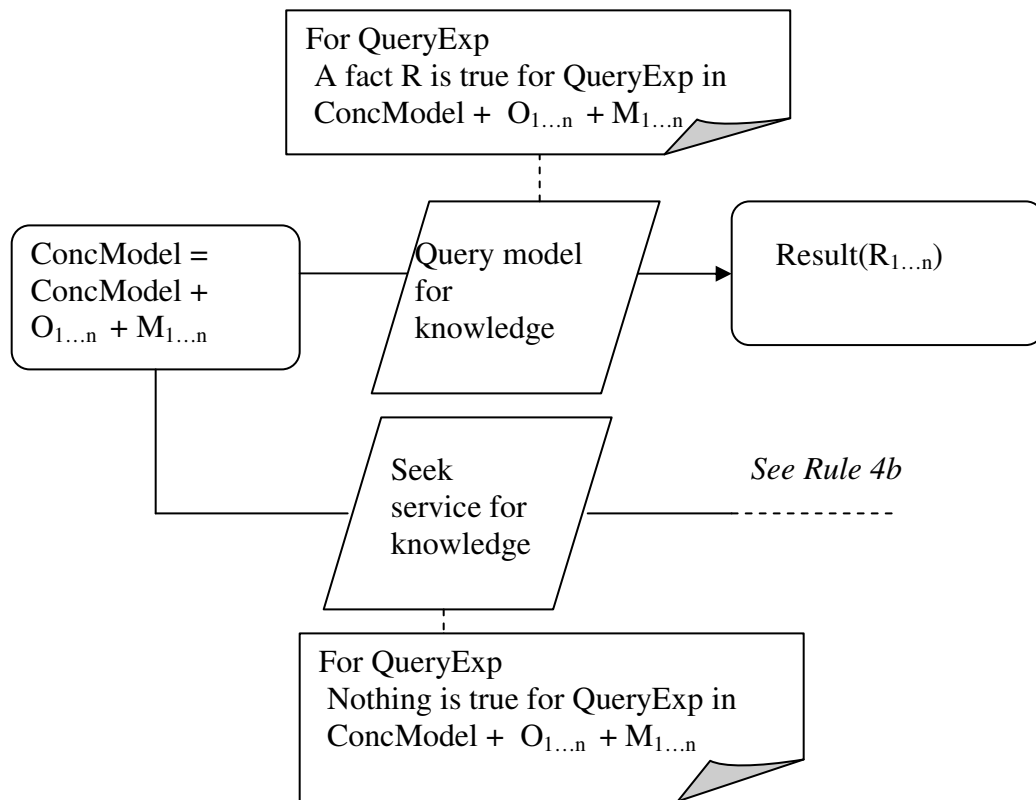 For QueryExp
A fact R is true for QueryExp in
ConcModel + O1…n + M1…n
ConcModel =
ConcModel +
O1…n + M1…n
Query model
for
knowledge
Result(R1…n)
Seek
service for
knowledge
See Rule 4b
For QueryExp
Nothing is true for QueryExp in
ConcModel + O1…n + M1…n